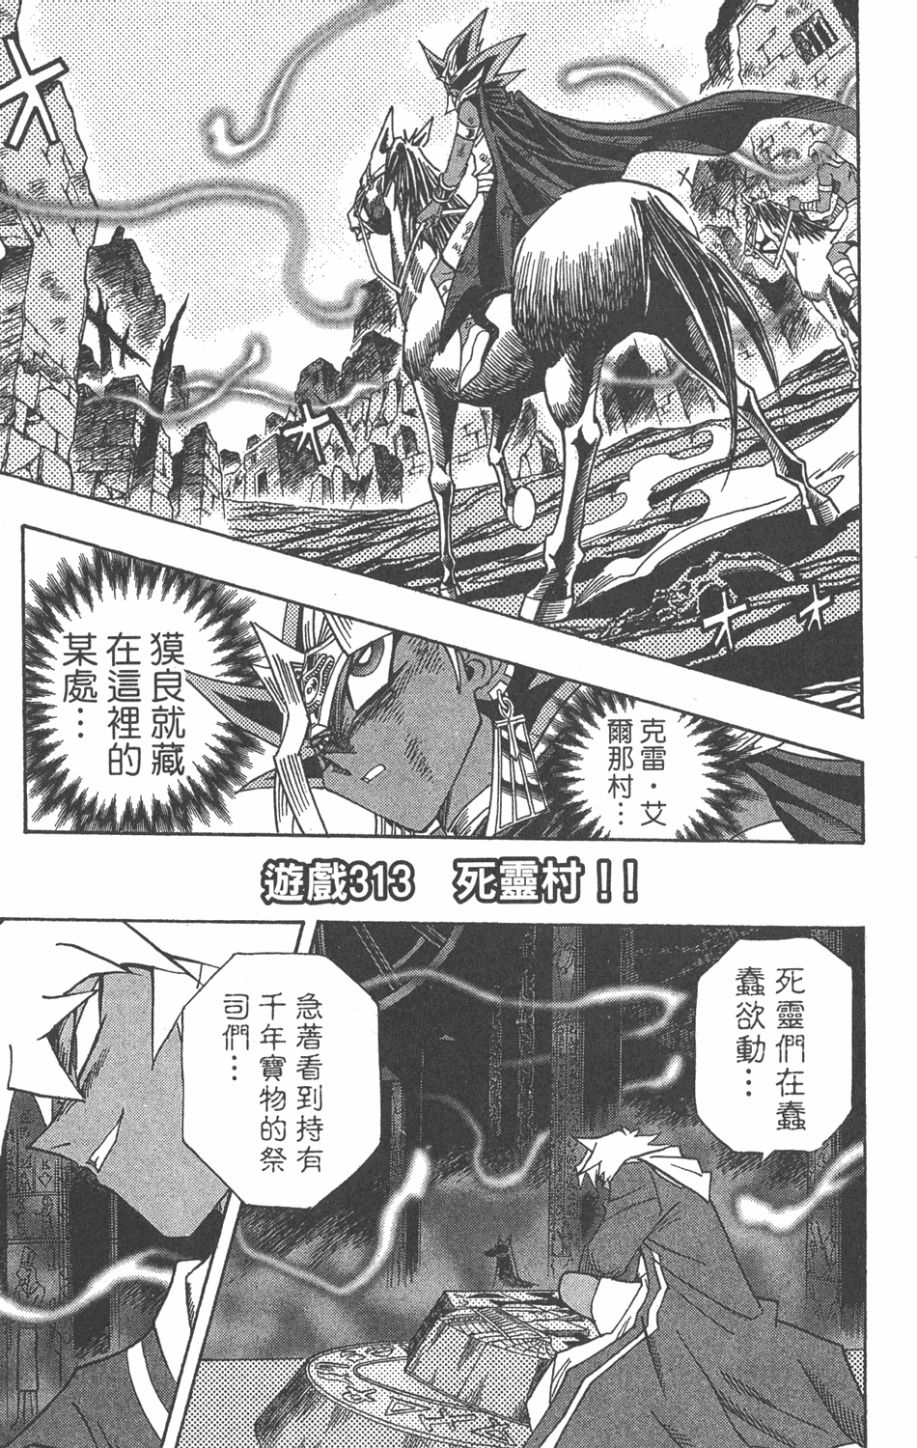 克雷·艾
爾那村…
獏良就藏
在這裡的
某處…
遊戲313 死靈村！！
死靈們在蠢
蠢欲動…
急著看到持有
千年寶物的祭
司們…